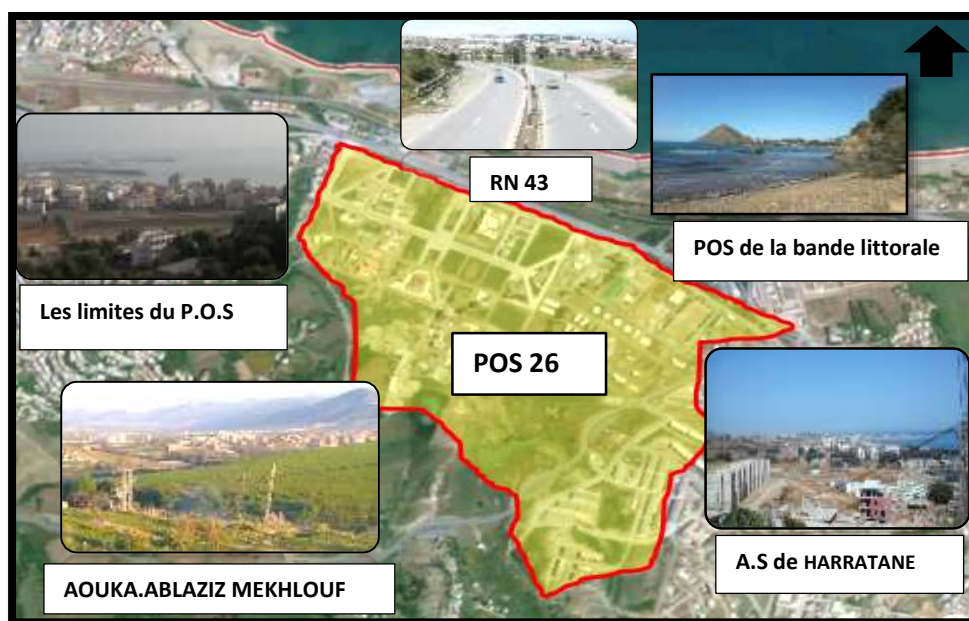 RN 43
POS de la bande littorale
Les limites du P.O.S
POS 26
A.S de HARRATANE
AOUKA.ABLAZIZ MEKHLOUF